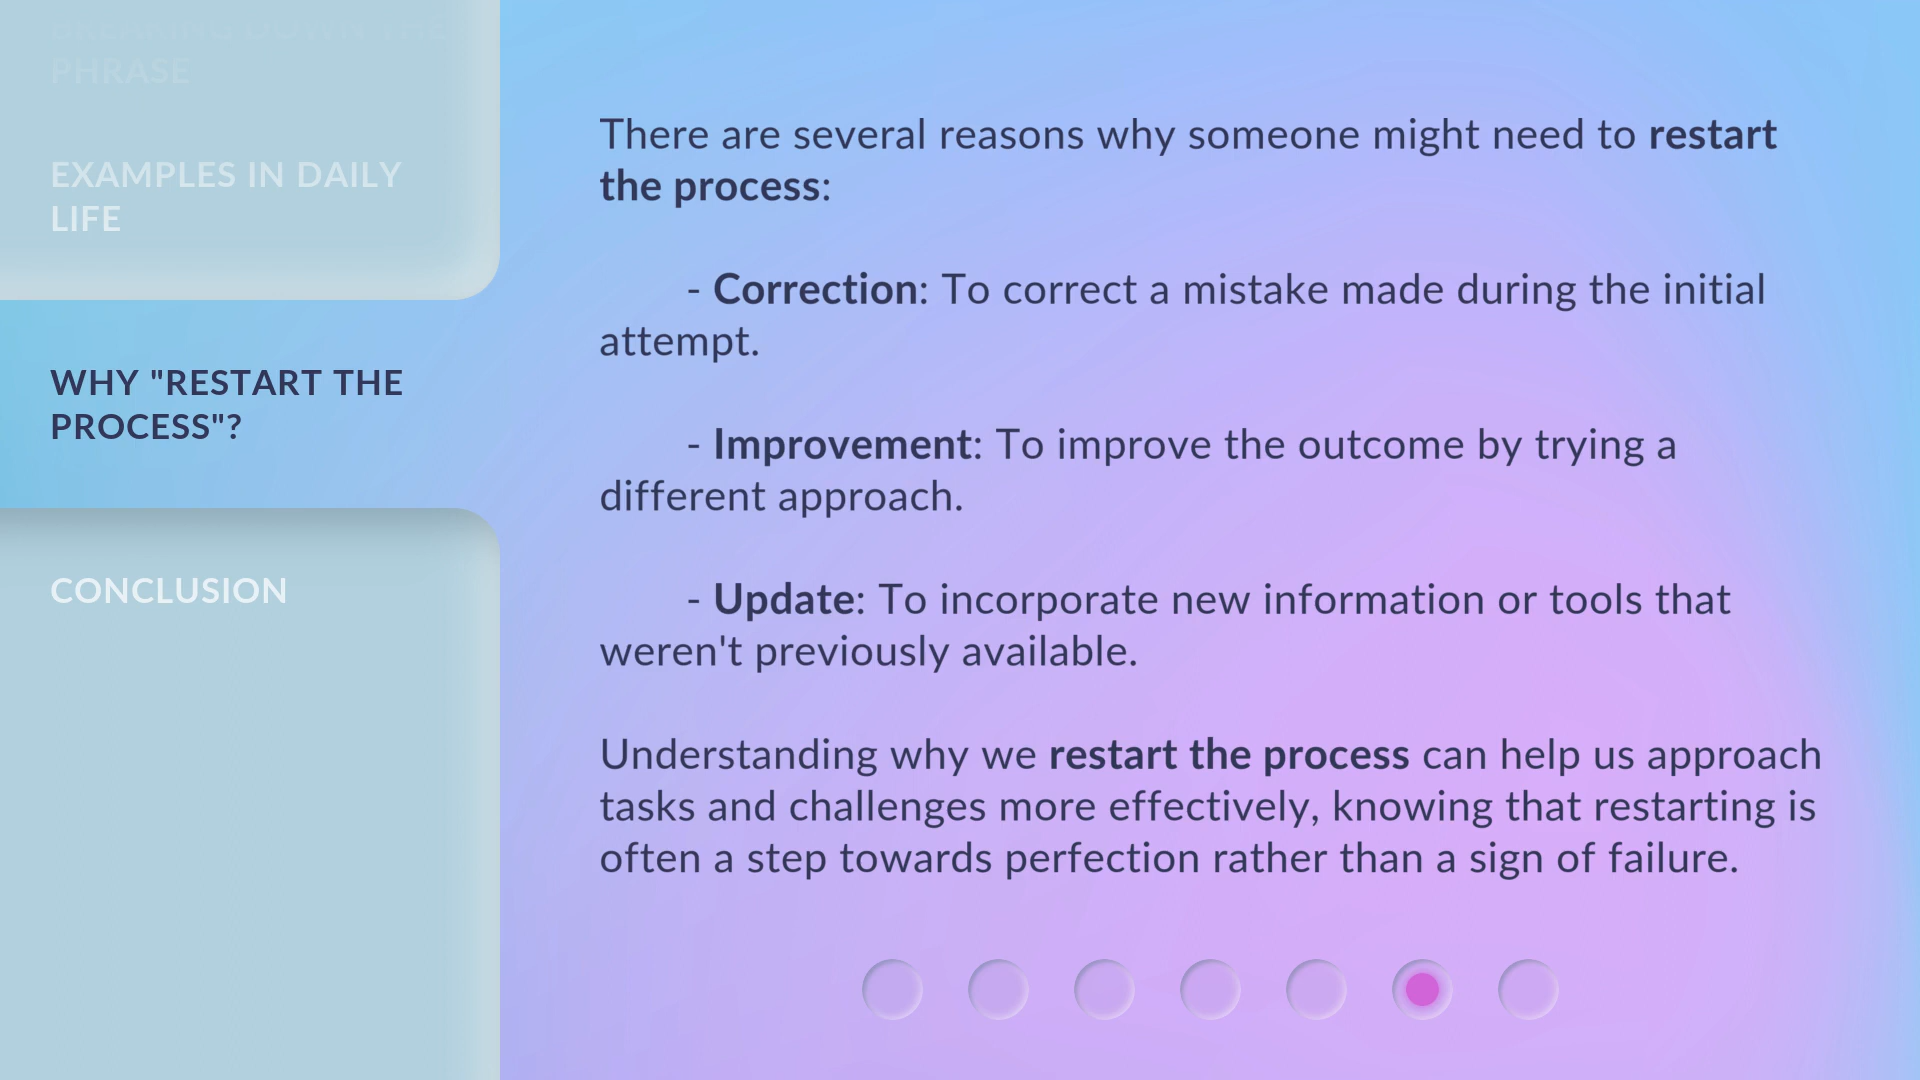 BREAKING DOWN THE
PHRASE
EXAMPLES IN DAILY
LIFE
WHY "RESTART THE
PROCESS"?
CONCLUSION
There are several reasons why someone might need to restart
the process:
- Correction: To correct a mistake made during the initial
attempt.
- Improvement: To improve the outcome by trying a
different approach.
- Update: To incorporate new information or tools that
weren't previously available.
Understanding why we restart the process can help us approach
tasks and challenges more effectively, knowing that restarting is
often a step towards perfection rather than a sign of failure.